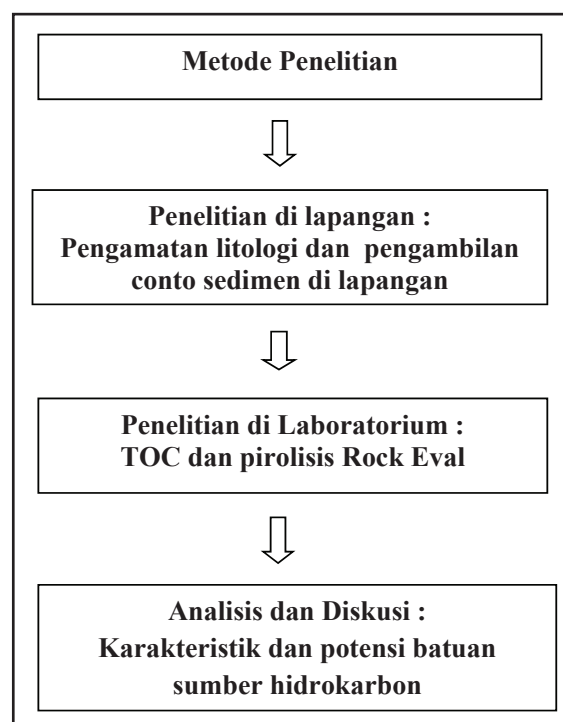 Metode Penelitian
Penelitian di lapangan :
Pengamatan litologi dan pengambilan
conto sedimen di lapangan
Penelitian di Laboratorium :
TOC dan pirolisis Rock Eval
Analisis dan Diskusi :
Karakteristik dan potensi batuan
sumber hidrokarbon